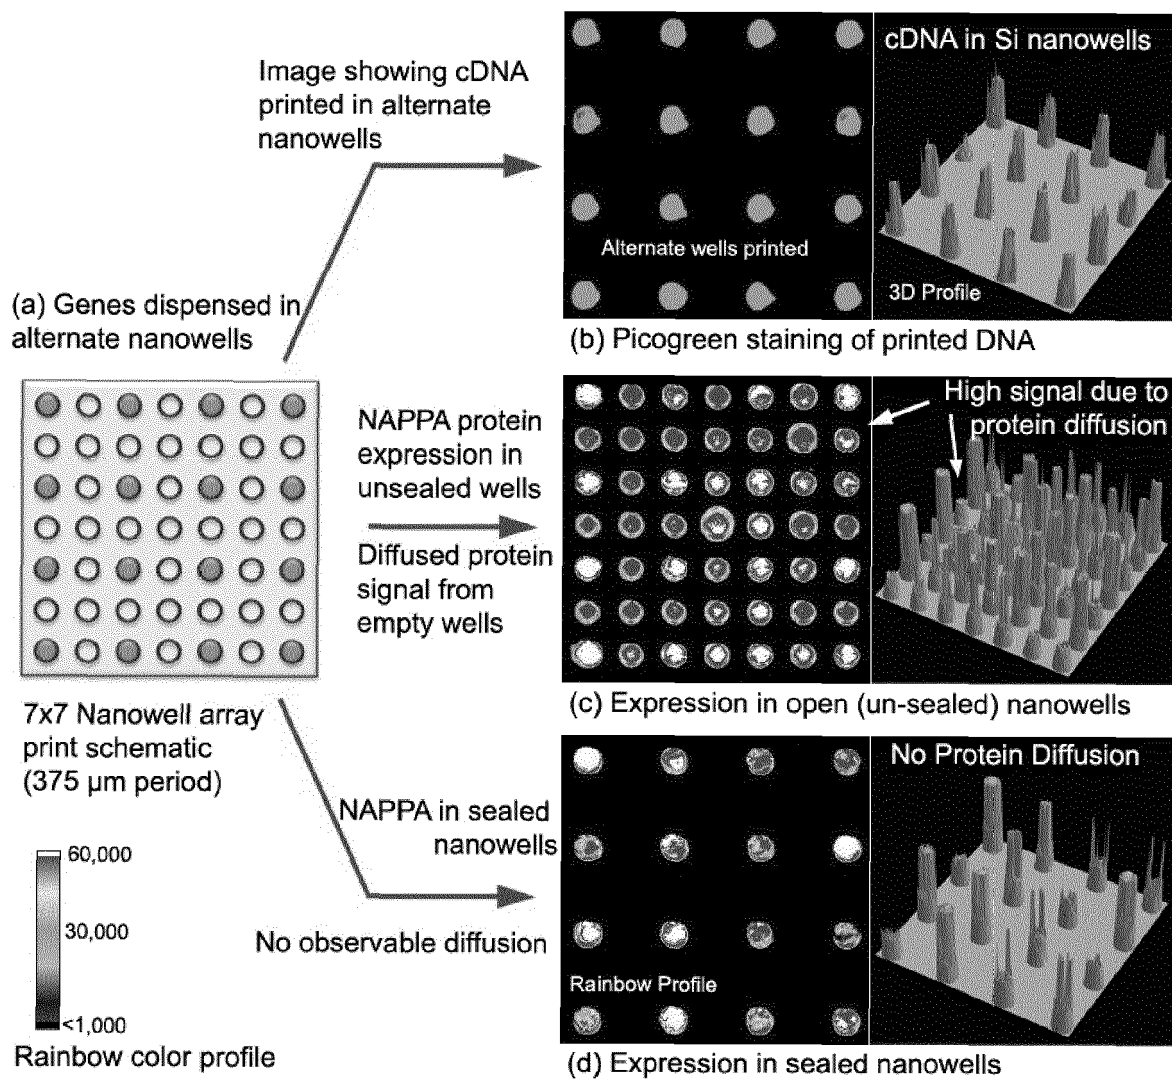 Image showing cDNA
printed in alternate
nanowells
Alternate wells printed
cDNA in Si nanowells
3D Profile
(b) Picogreen staining of printed DNA
(a) Genes dispensed in
alternate nanowells
NAPPA protein
expression in
unsealed wells
Diffused protein
signal from
empty wells
High signal due to
protein diffusion
(c) Expression in open (un-sealed) nanowells
7x7 Nanowell array
print schematic
(375 µm period)
NAPPA in sealed
nanowells
No observable diffusion
No Protein Diffusion
Rainbow Profile
(d) Expression in sealed nanowells
60,000
30,000
<1,000
Rainbow color profile